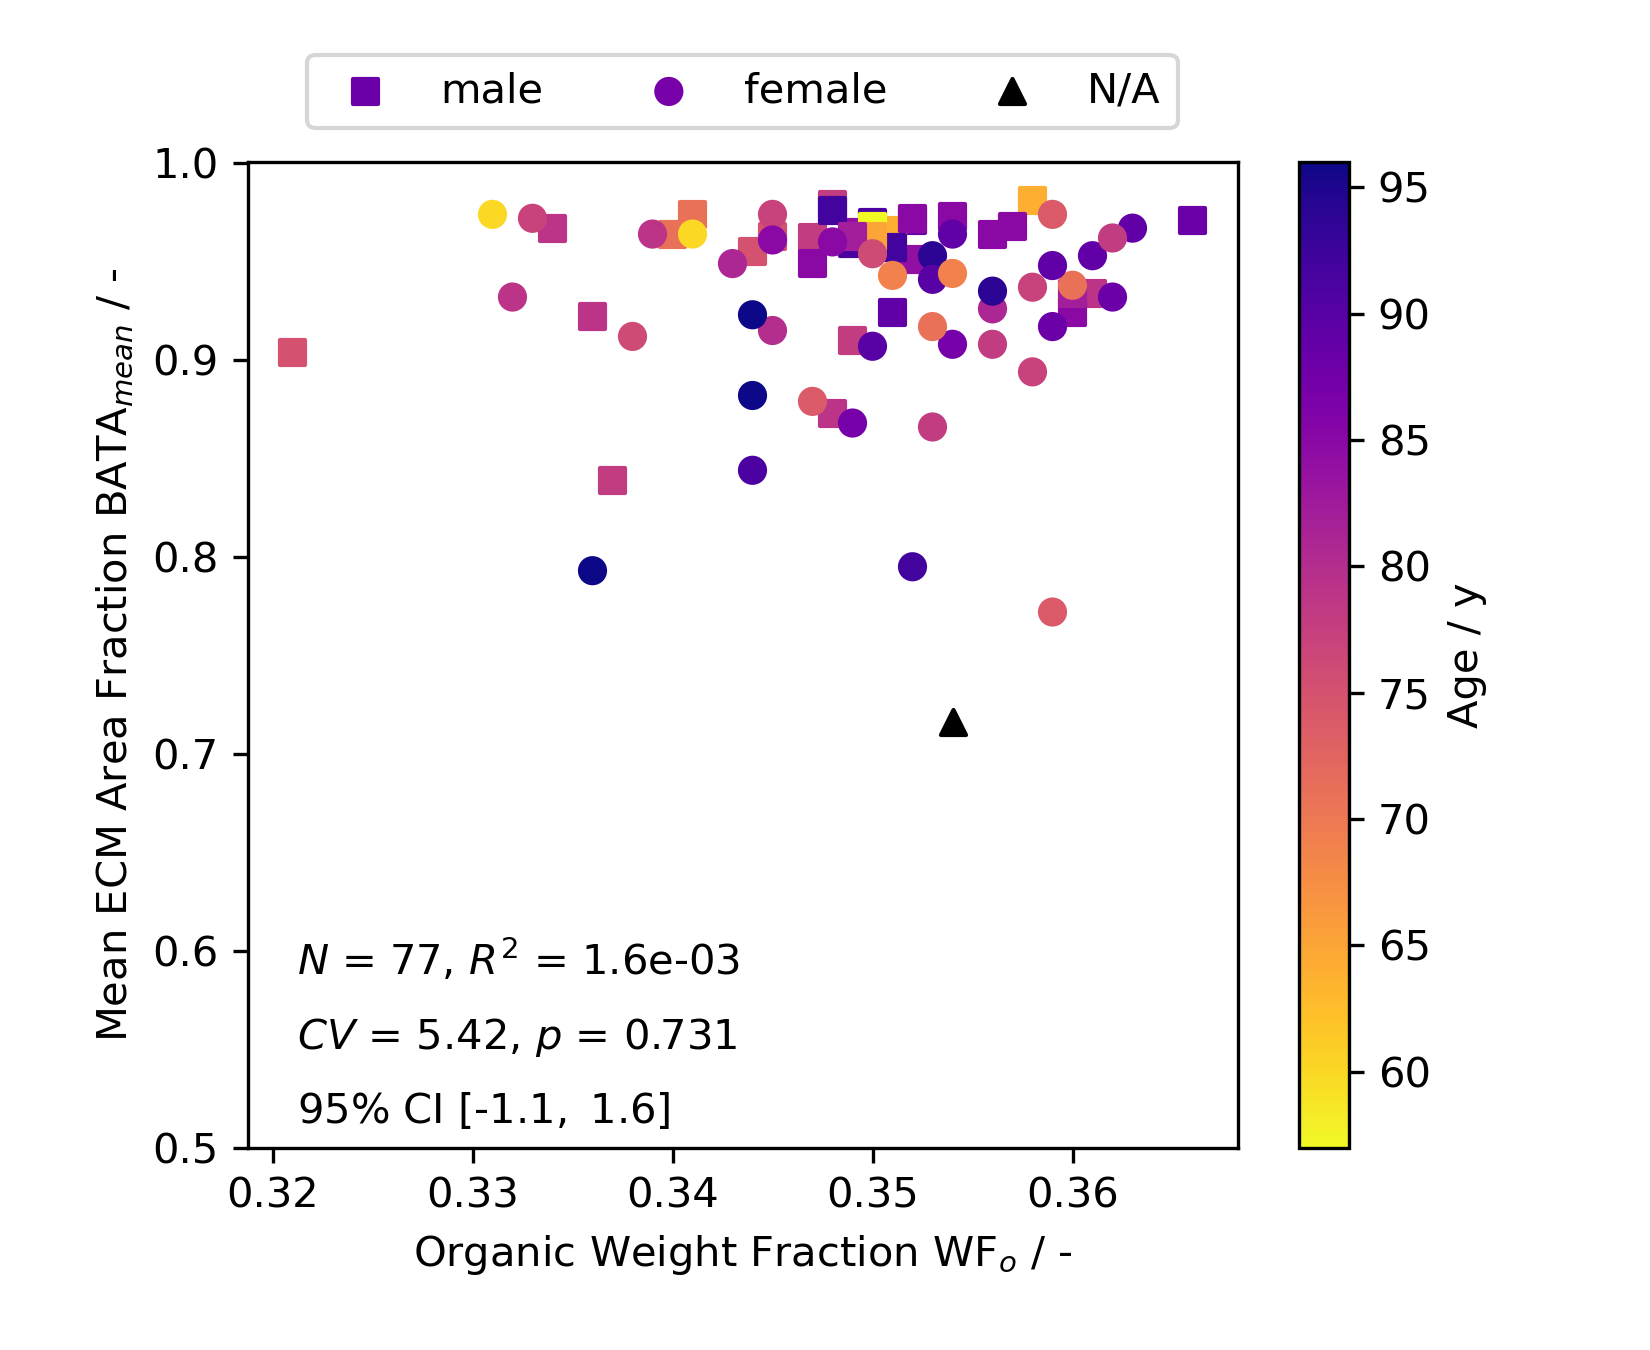 male female N/A
1.0
0.9
0.8
0.7
0.6
0.5
Mean ECM Area Fraction BATA_mean / -
N = 77, R² = 1.6e-03
CV = 5.42, p = 0.731
95% CI [-1.1, 1.6]
0.32 0.33 0.34 0.35 0.36
Organic Weight Fraction WF_o / -
95
90
85
80
75
70
65
60
Age / y